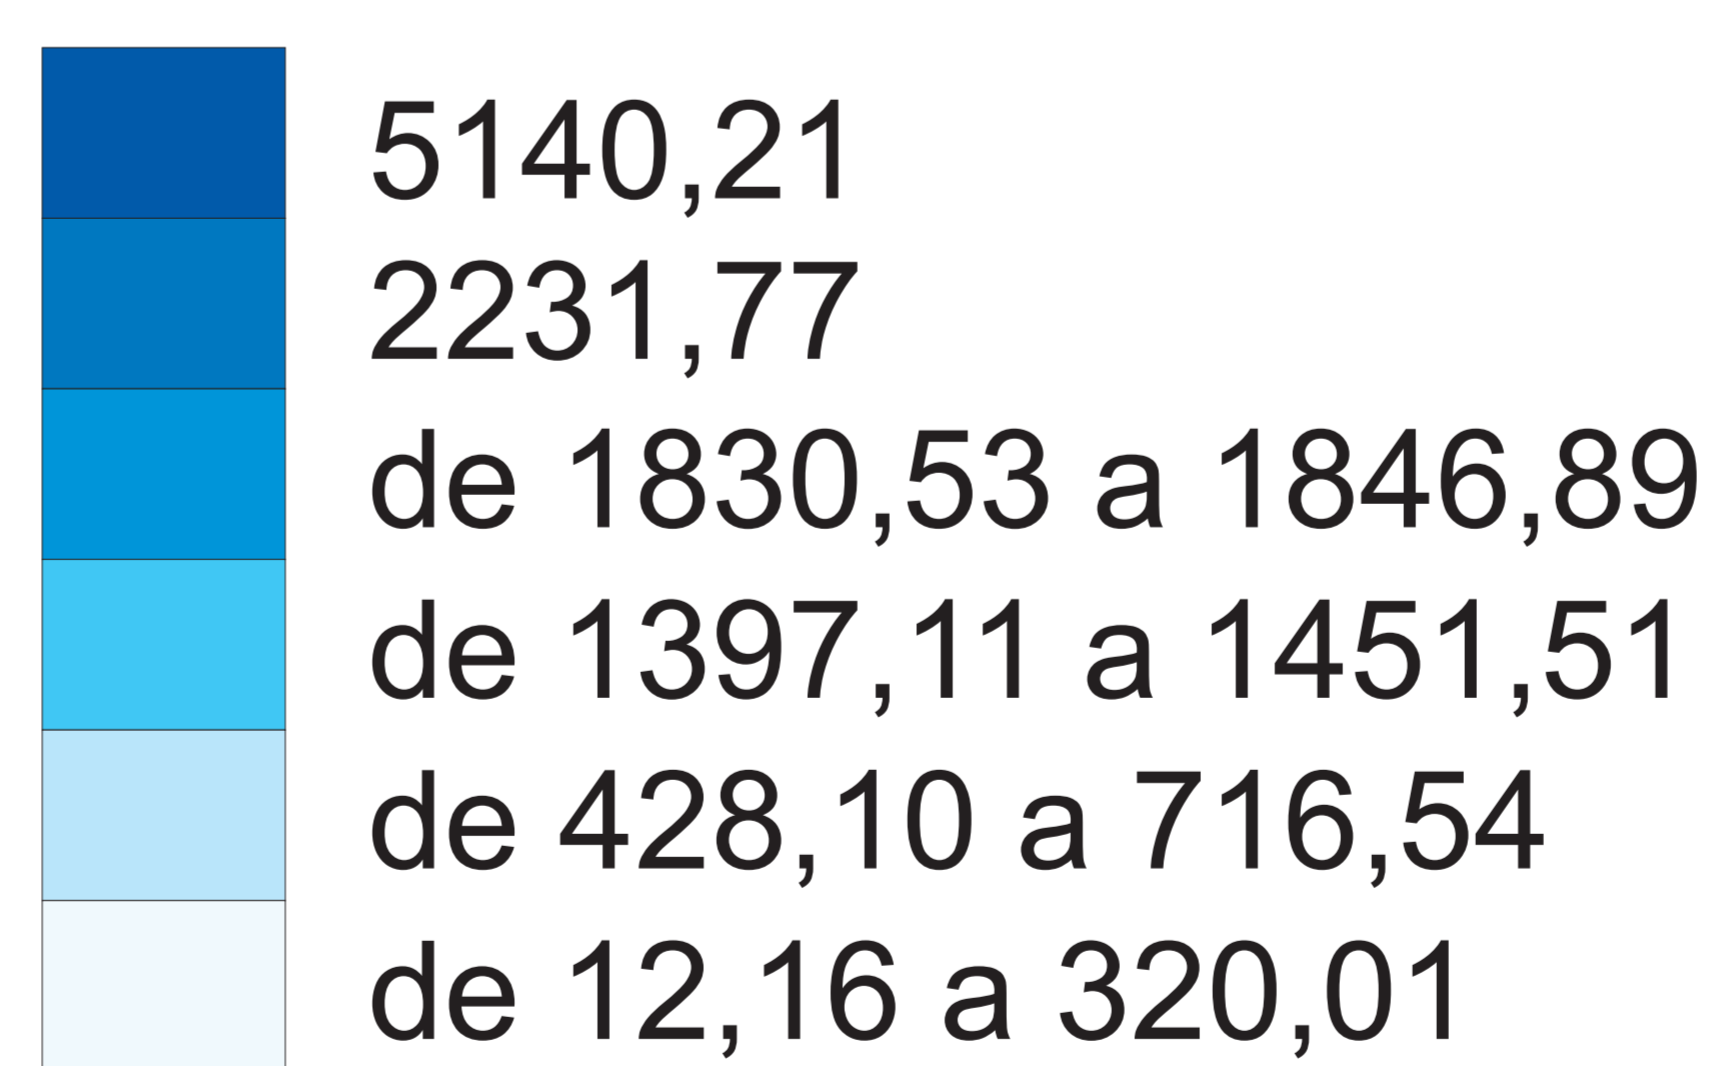 5140,21
2231,77
de 1830,53 a 1846,89
de 1397,11 a 1451,51
de 428,10 a 716,54
de 12,16 a 320,01